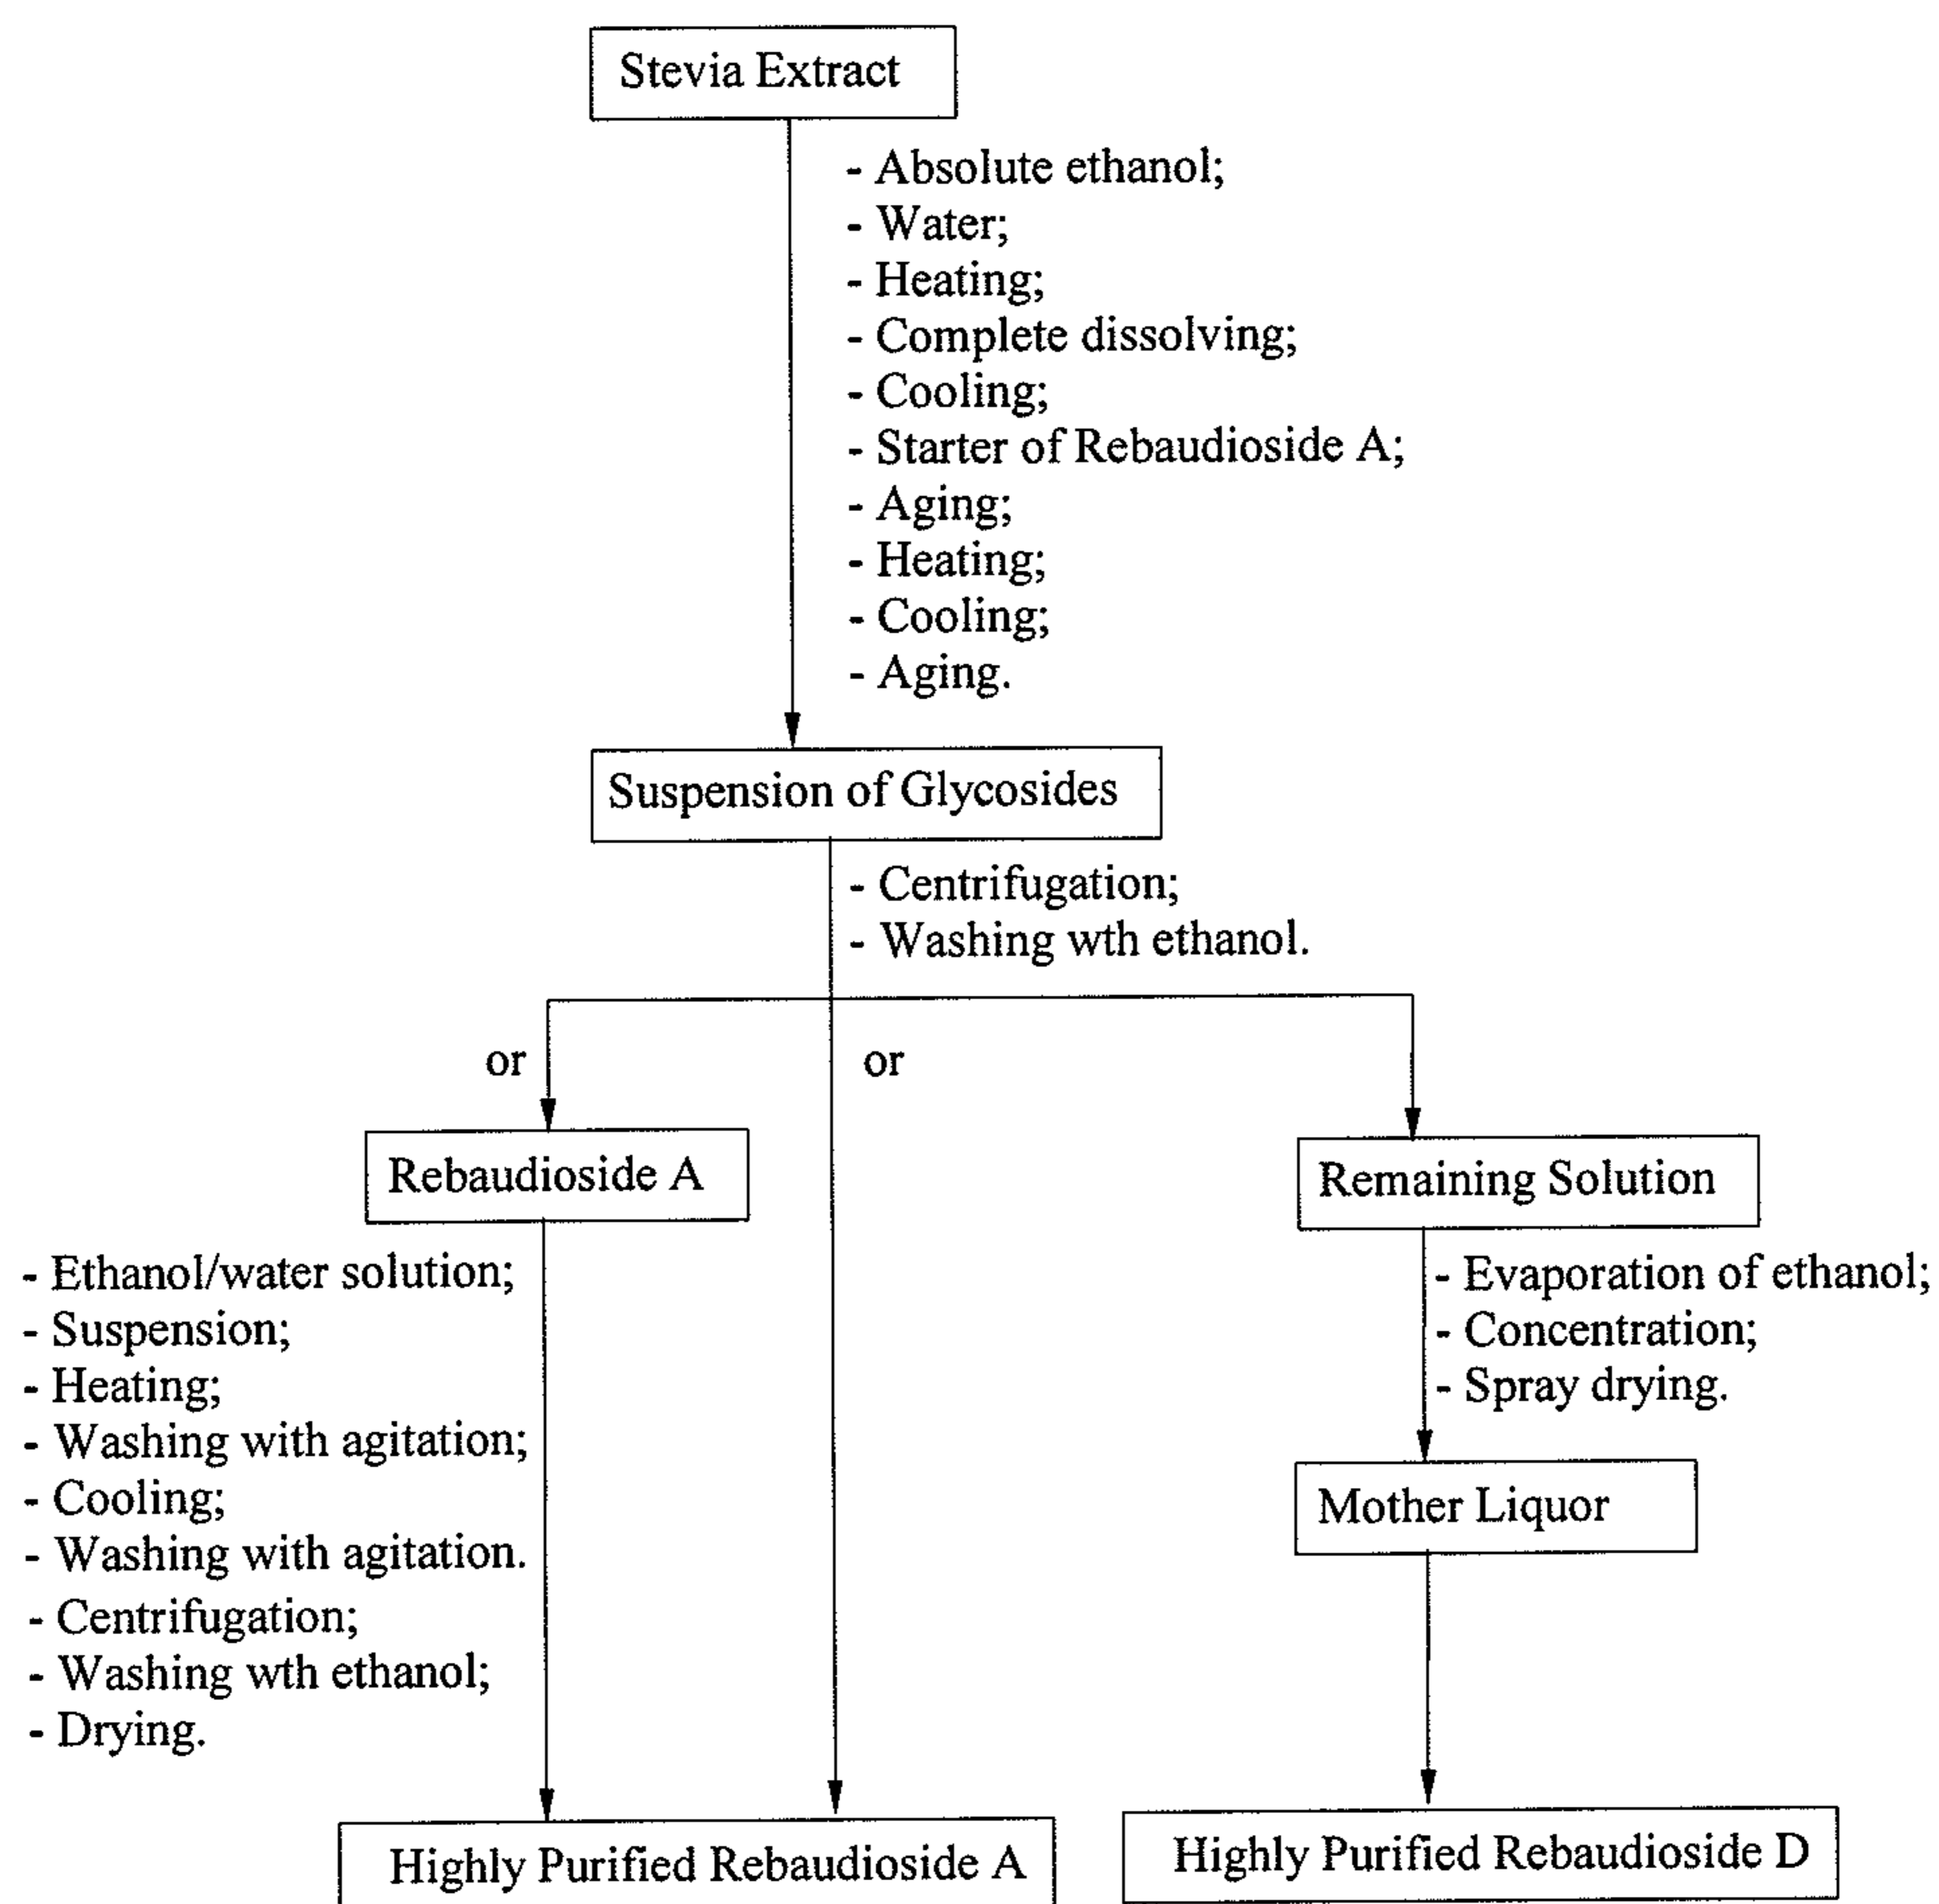 Stevia Extract
- Absolute ethanol;
- Water;
- Heating;
- Complete dissolving;
- Cooling;
- Starter of Rebaudioside A;
- Aging;
- Heating;
- Cooling;
- Aging.
Suspension of Glycosides
- Centrifugation;
- Washing wth ethanol.
or
or
Rebaudioside A
Remaining Solution
- Ethanol/water solution;
- Suspension;
- Heating;
- Washing with agitation;
- Cooling;
- Washing with agitation.
- Centrifugation;
- Washing wth ethanol;
- Drying.
- Evaporation of ethanol;
- Concentration;
- Spray drying.
Mother Liquor
Highly Purified Rebaudioside A
Highly Purified Rebaudioside D